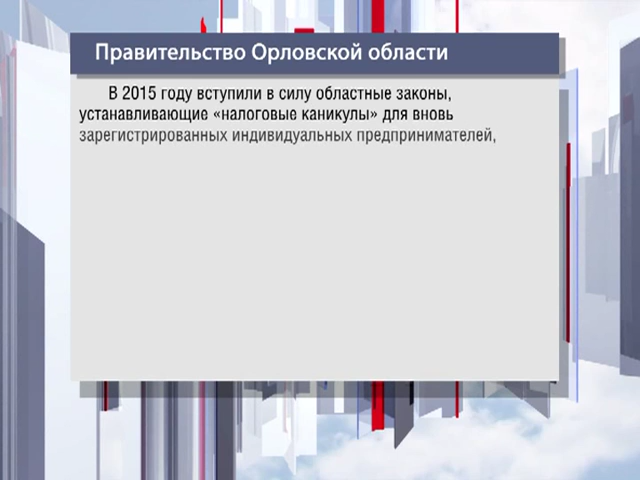 Правительство Орловской области
В 2015 году вступили в силу областные законы,
устанавливающие «налоговые каникулы» для вновь
зарегистрированных индивидуальных предпринимателей,